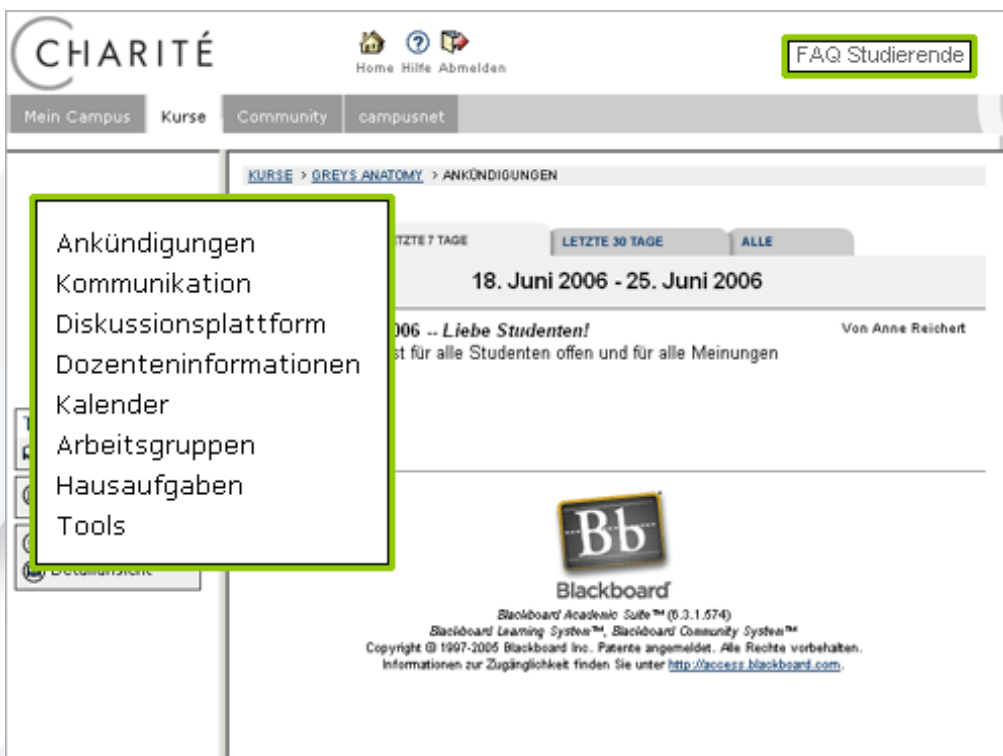 CHARITÉ
Home Hilfe Abmelden
FAQ Studierende
Mein Campus Kurse Community campusnet
KURSE > GREYS ANATOMY > ANKÜNDIGUNGEN
TZTE 7 TAGE LETZTE 30 TAGE ALLE
18. Juni 2006 - 25. Juni 2006
006 -- Liebe Studenten! Von Anne Reichert
st für alle Studenten offen und für alle Meinungen
Ankündigungen
Kommunikation
Diskussionsplattform
Dozenteninformationen
Kalender
Arbeitsgruppen
Hausaufgaben
Tools
Detailansicht
Bb
Blackboard
Blackboard Academic Suite™ (6.3.1.574)
Blackboard Learning System™, Blackboard Community System™
Copyright © 1997-2005 Blackboard Inc. Patente angemeldet. Alle Rechte vorbehalten.
Informationen zur Zugänglichkeit finden Sie unter http://access.blackboard.com.